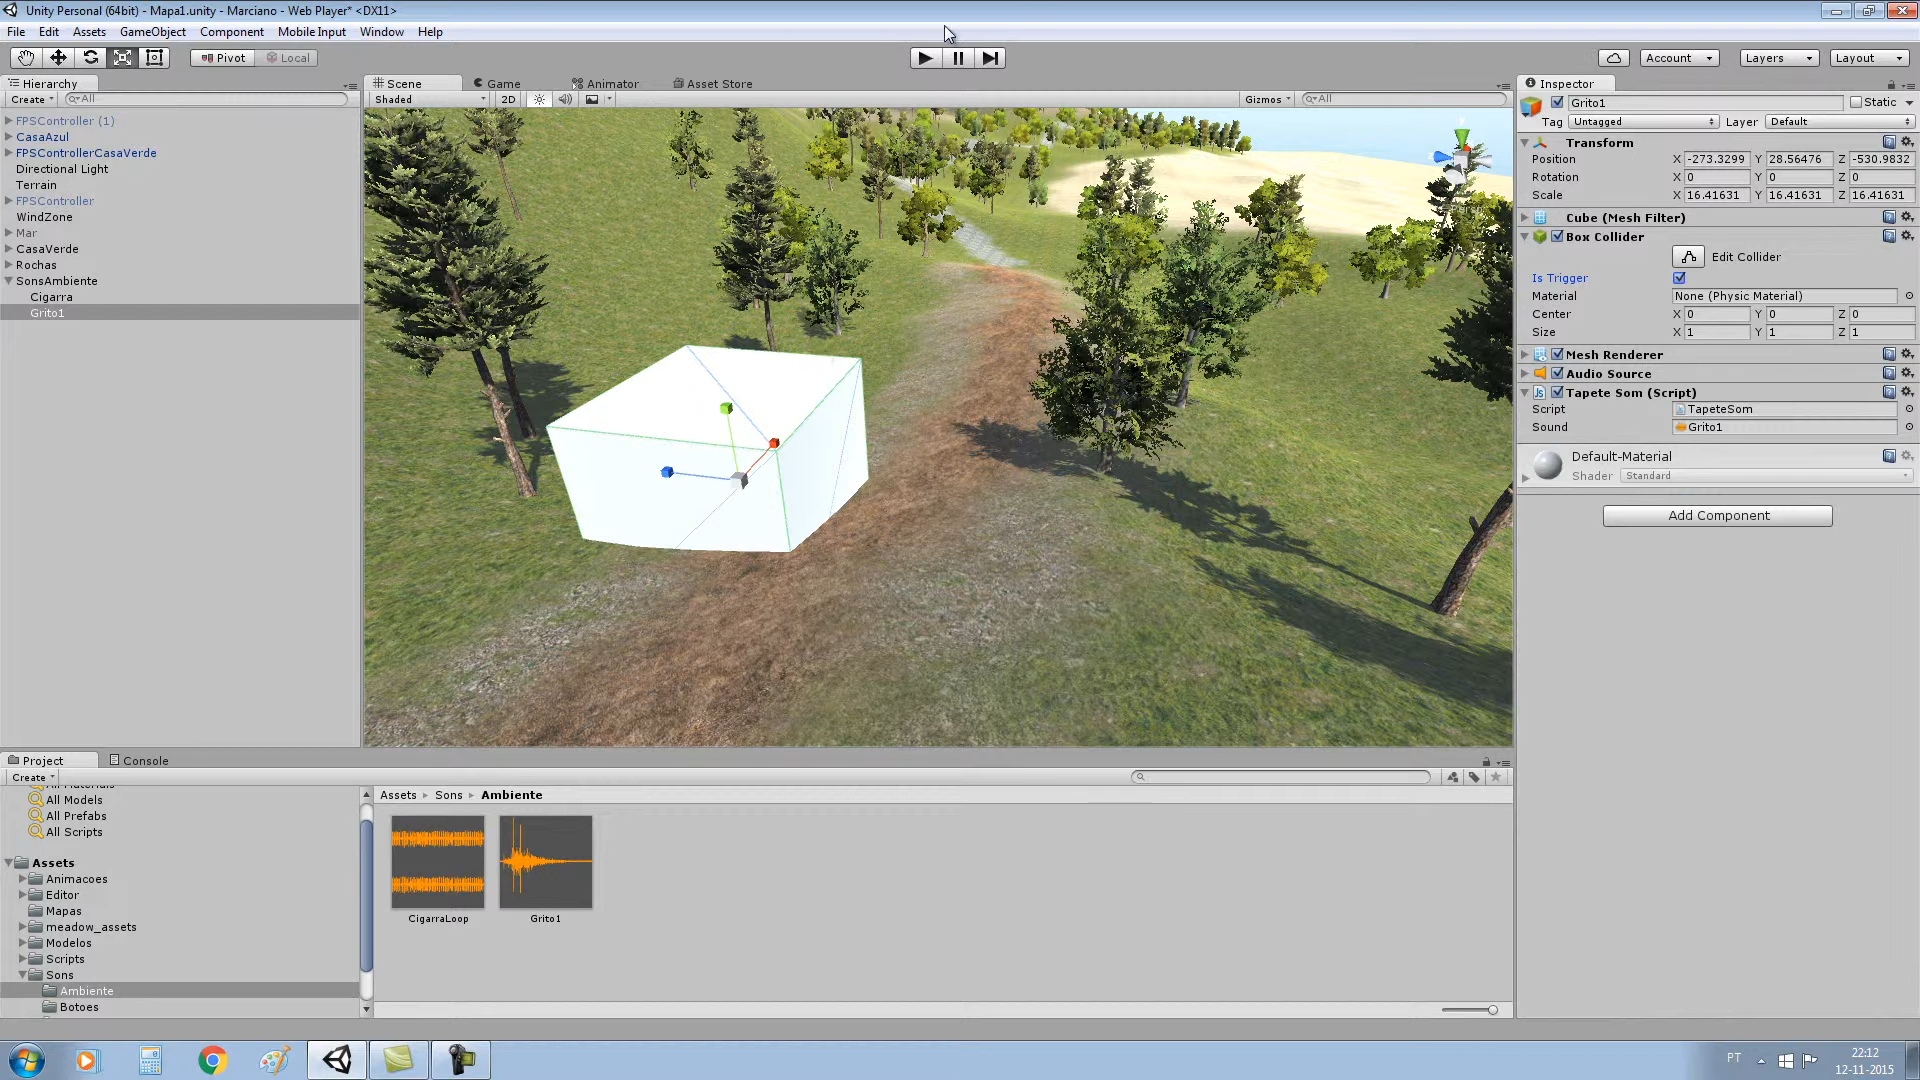 Unity Personal (64bit) - Mapa1.unity - Marciano - Web Player* <DX11>
File Edit Assets GameObject Component Mobile Input Window Help
Pivot Local Account Layers Layout
Hierarchy
Create All
FPSController (1)
CasaAzul
FPSControllerCasaVerde
Directional Light
Terrain
FPSController
WindZone
Mar
CasaVerde
Rochas
SonsAmbiente
Cigarra
Grito1
Scene Game Animator Asset Store
Shaded 2D Gizmos All
Inspector
Grito1 Static
Tag Untagged Layer Default
Transform
Position X -273.3299 Y 28.56476 Z -530.9832
Rotation X 0 Y 0 Z 0
Scale X 16.41631 Y 16.41631 Z 16.41631
Cube (Mesh Filter)
Box Collider
Edit Collider
Is Trigger
Material None (Physic Material)
Center X 0 Y 0 Z 0
Size X 1 Y 1 Z 1
Mesh Renderer
Audio Source
Tapete Som (Script)
Script TapeteSom
Sound Grito1
Default-Material
Shader Standard
Add Component
Project Console
Create
All Materials
All Models
All Prefabs
All Scripts
Assets
Animacoes
Editor
Mapas
meadow_assets
Modelos
Scripts
Sons
Ambiente
Botoes
Assets Sons Ambiente
CigarraLoop Grito1
PT 22:12
12-11-2015